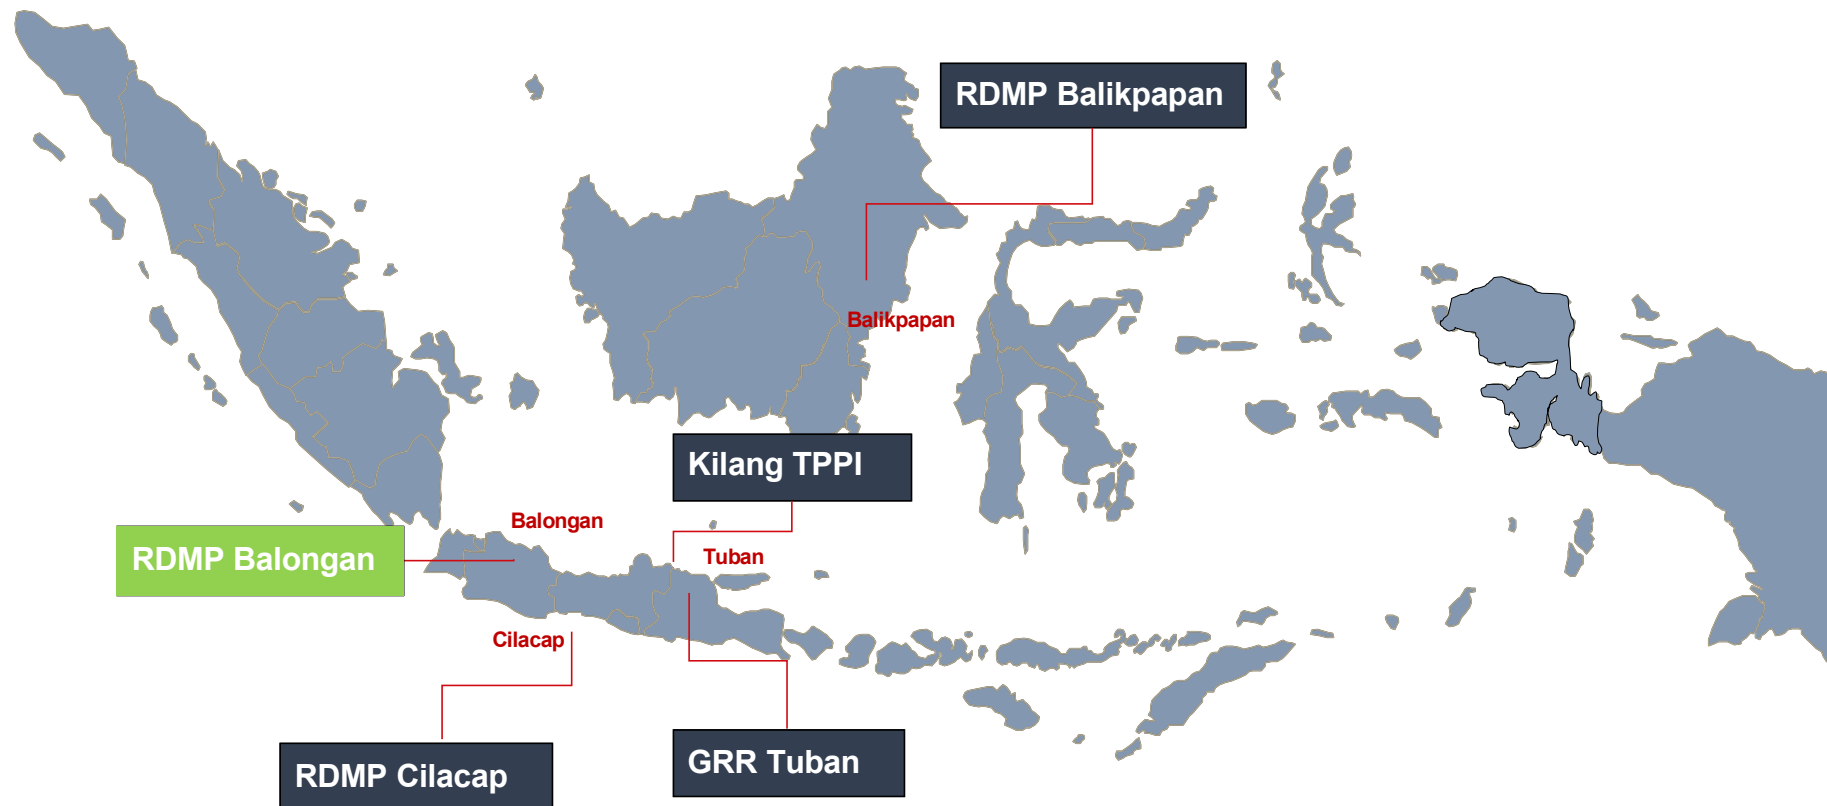 RDMP Balikpapan
Balikpapan
Kilang TPPI
Balongan
RDMP Balongan
Tuban
Cilacap
GRR Tuban
RDMP Cilacap